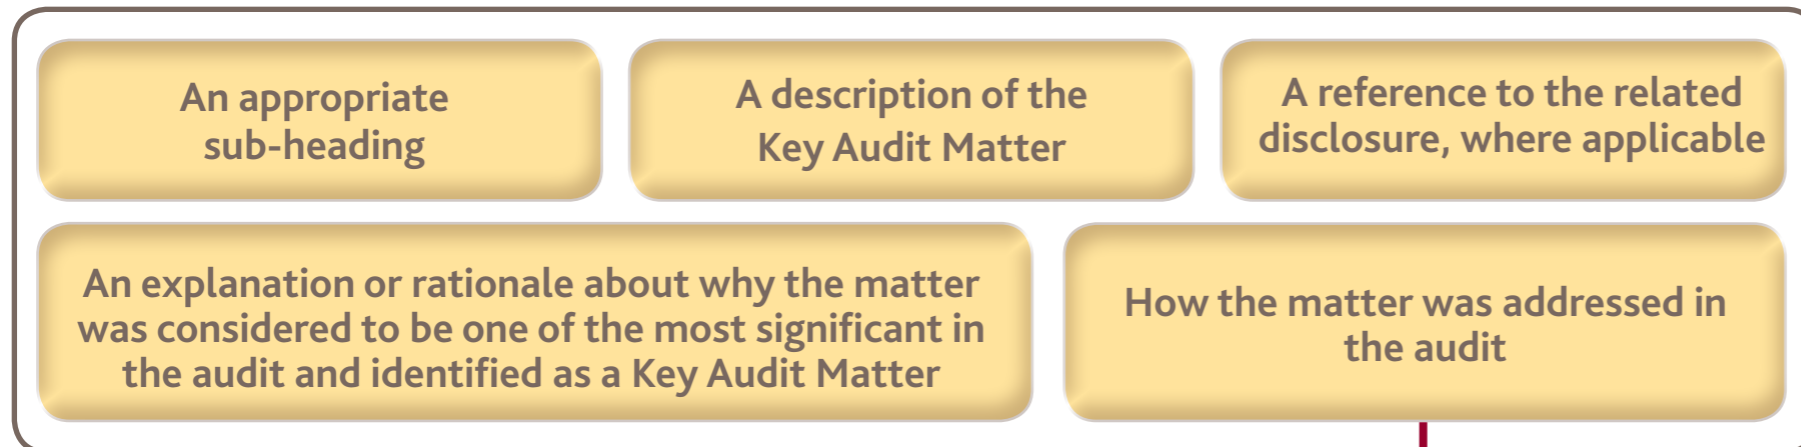 An appropriate
sub-heading
A description of the
Key Audit Matter
A reference to the related
disclosure, where applicable
An explanation or rationale about why the matter
was considered to be one of the most significant in
the audit and identified as a Key Audit Matter
How the matter was addressed in
the audit